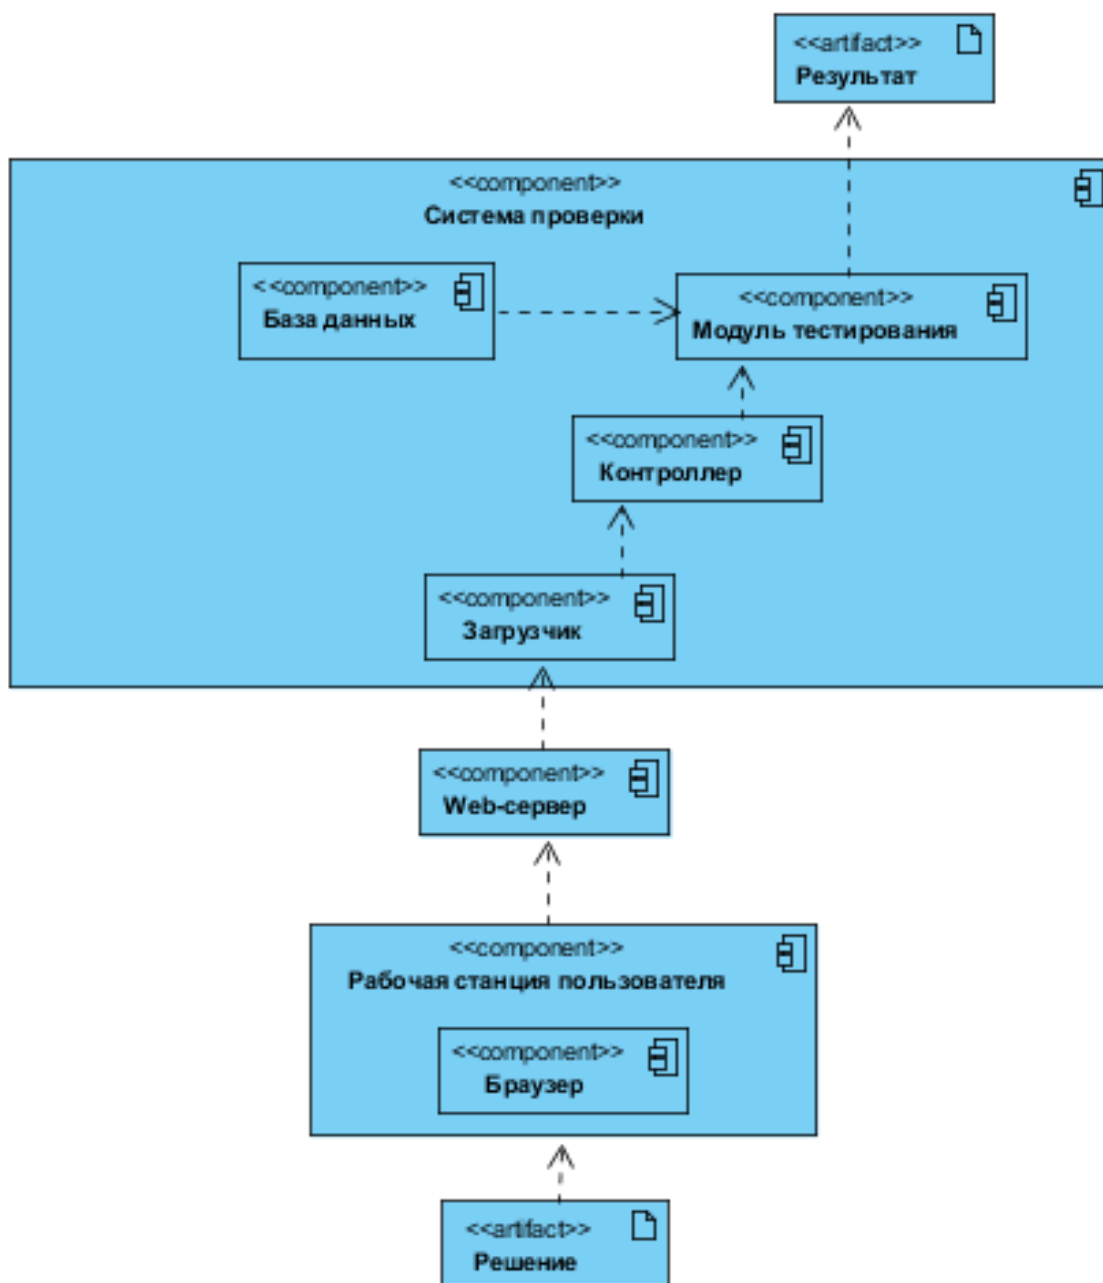 <<artifact>>
Результат
<<component>>
Система проверки
<<component>>
База данных
<<component>>
Модуль тестирования
<<component>>
Контроллер
<<component>>
Загрузчик
<<component>>
Web-сервер
<<component>>
Рабочая станция пользователя
<<component>>
Браузер
<<artifact>>
Решение